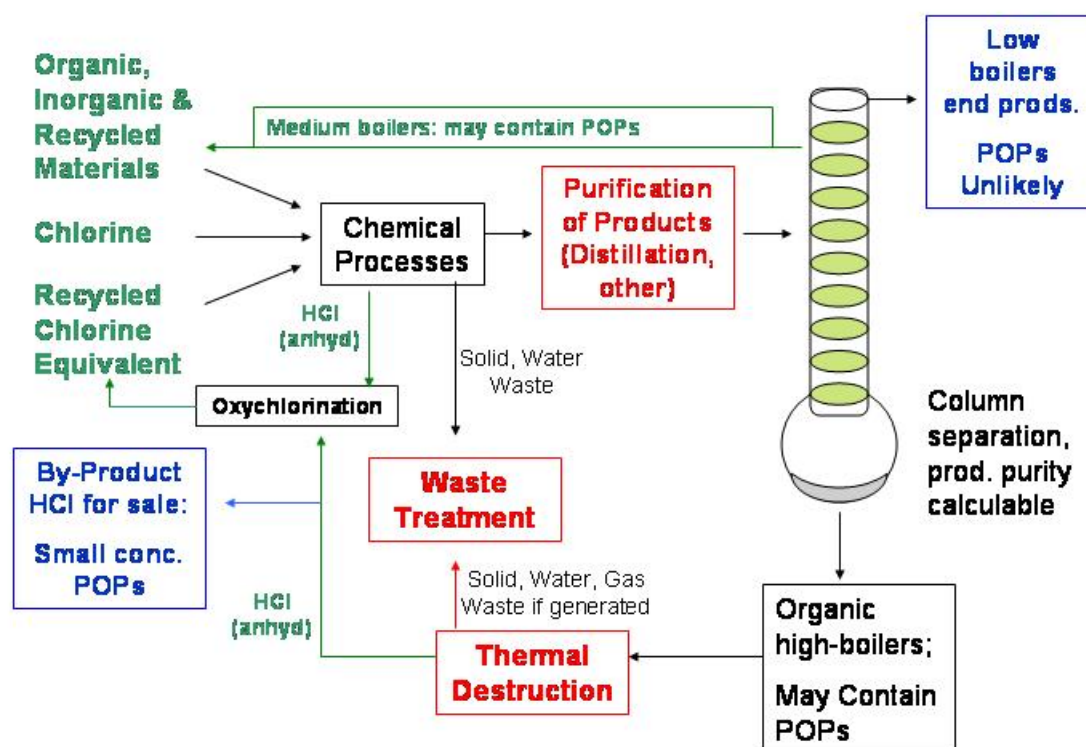 Organic,
Inorganic &
Recycled
Materials
Chlorine
Recycled
Chlorine
Equivalent
Medium boilers: may contain POPs
Chemical
Processes
Purification
of Products
(Distillation,
other)
Low
boilers
end prods.
POPs
Unlikely
HCl
(anhyd)
Solid, Water
Waste
Oxychlorination
By-Product
HCl for sale:
Small conc.
POPs
Waste
Treatment
Column
separation,
prod. purity
calculable
HCl
(anhyd)
Solid, Water, Gas
Waste if generated
Thermal
Destruction
Organic
high-boilers;
May Contain
POPs